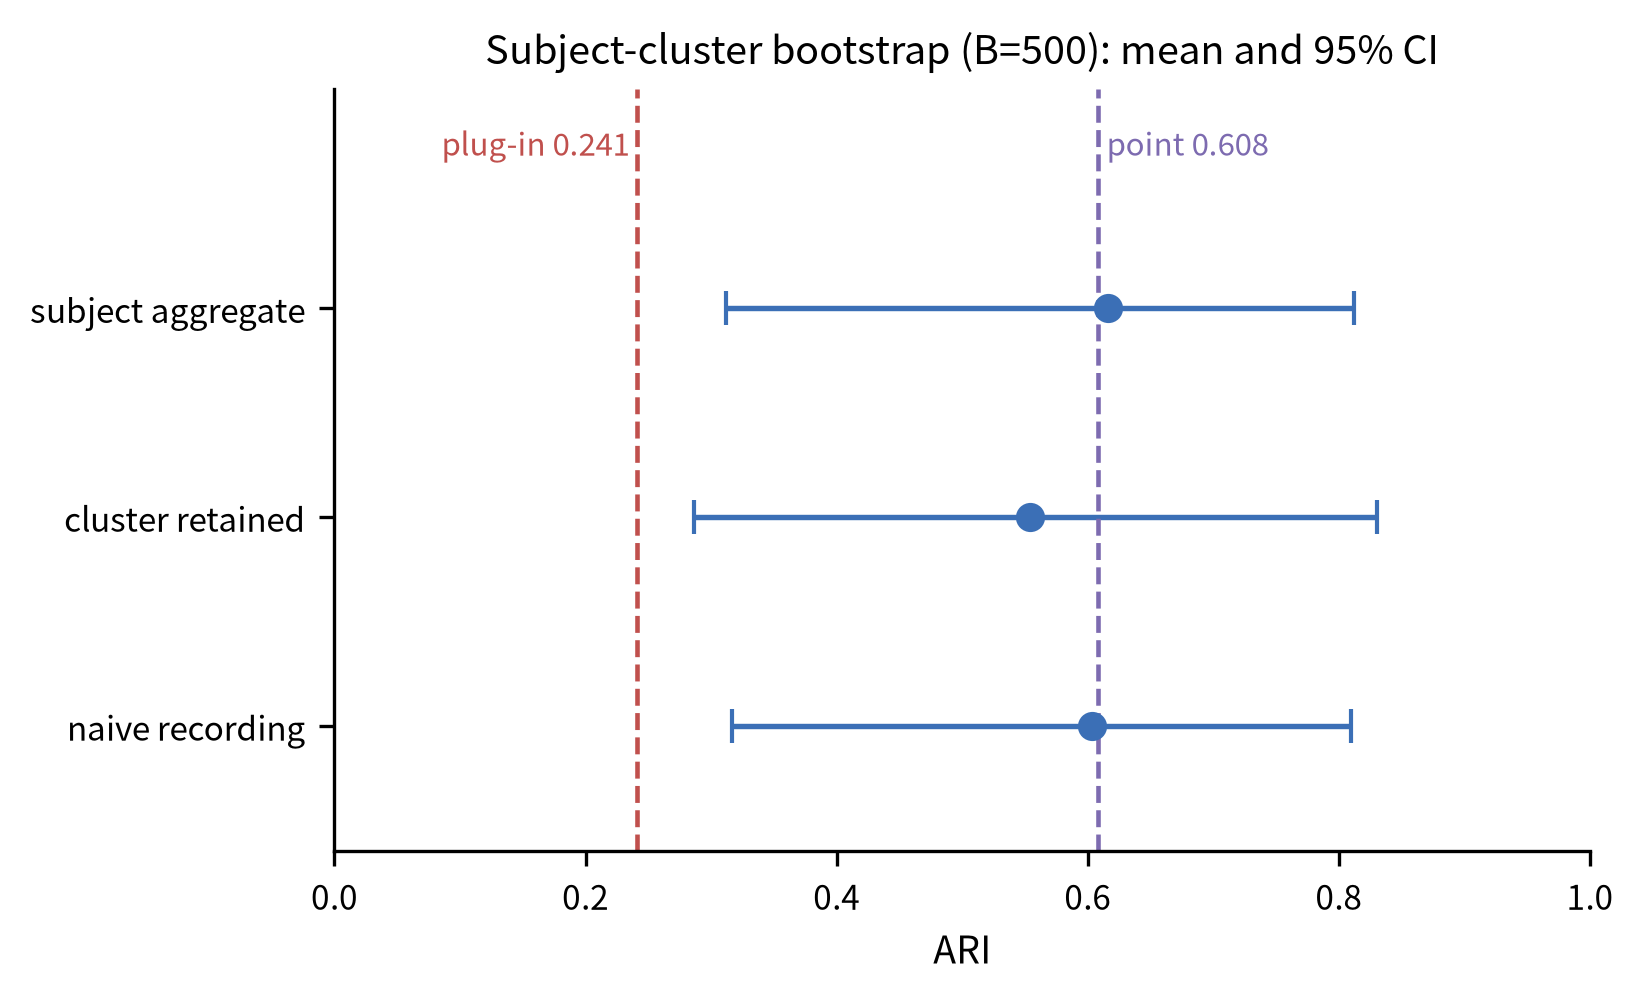 Subject-cluster bootstrap (B=500): mean and 95% CI
plug-in 0.241
point 0.608
subject aggregate
cluster retained
naive recording
0.0 0.2 0.4 0.6 0.8 1.0
ARI